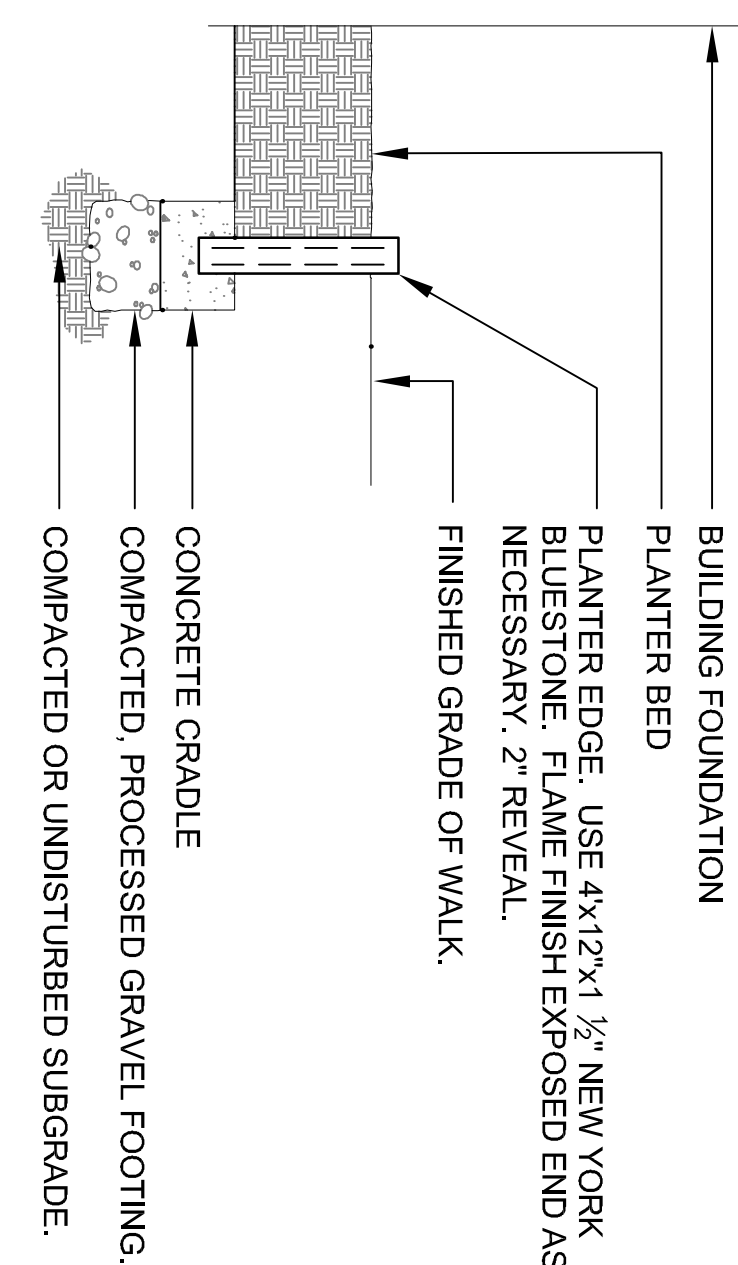 BUILDING FOUNDATION
PLANTER BED
PLANTER EDGE. USE 4'x12"x1 ½" NEW YORK
BLUESTONE. FLAME FINISH EXPOSED END AS
NECESSARY. 2" REVEAL.
FINISHED GRADE OF WALK.
CONCRETE CRADLE
COMPACTED, PROCESSED GRAVEL FOOTING.
COMPACTED OR UNDISTURBED SUBGRADE.